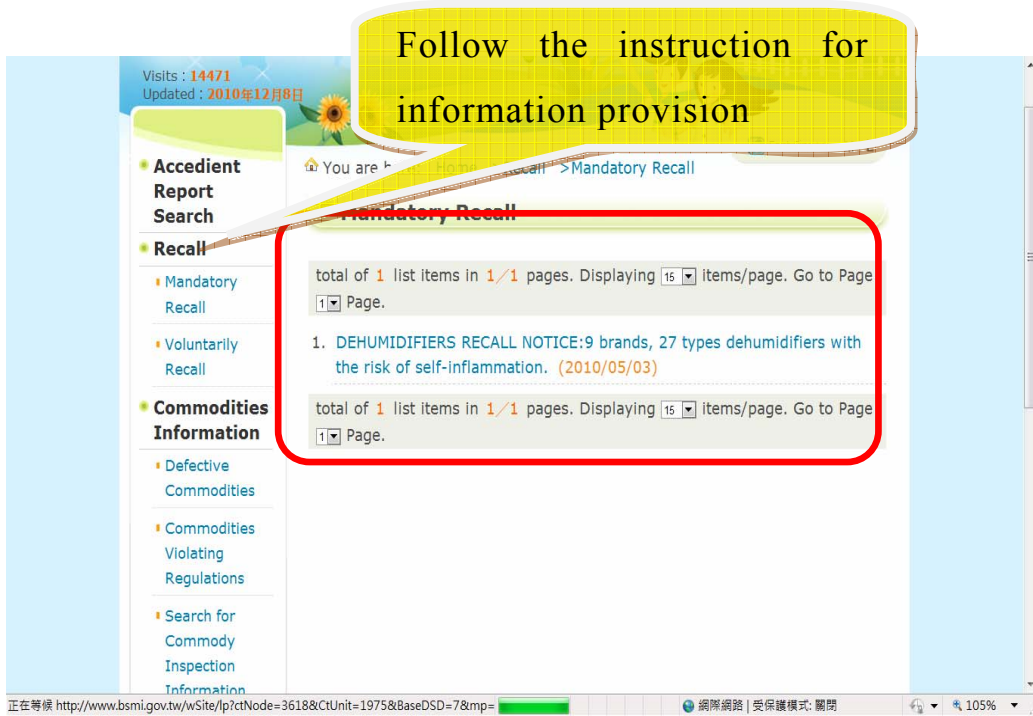 Follow the instruction for
information provision
Visits : 14471
Updated : 2010年12月8日
Accedient
Report
Search
Recall
Mandatory
Recall
Voluntarily
Recall
Commodities
Information
Defective
Commodities
Commodities
Violating
Regulations
Search for
Commody
Inspection
Information
You are >Mandatory Recall
Mandatory Recall
total of 1 list items in 1/1 pages. Displaying 15 items/page. Go to Page
1 Page.
1. DEHUMIDIFIERS RECALL NOTICE:9 brands, 27 types dehumidifiers with
the risk of self-inflammation. (2010/05/03)
total of 1 list items in 1/1 pages. Displaying 15 items/page. Go to Page
1 Page.
正在等候 http://www.bsmi.gov.tw/wSite/lp?ctNode=3618&CtUnit=1975&BaseDSD=7&mp= 網際網路 | 受保護模式: 關閉 105%